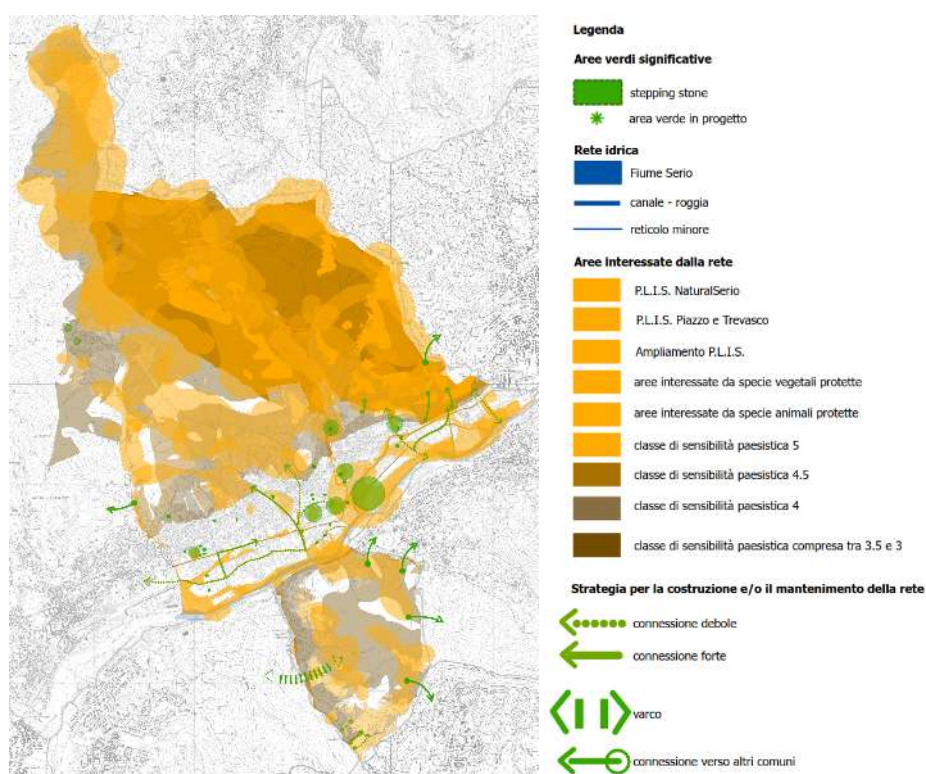 Legenda
Aree verdi significative
stepping stone
area verde in progetto
Rete idrica
Fiume Serio
canale - roggia
reticolo minore
Aree interessate dalla rete
P.L.I.S. NaturalSerio
P.L.I.S. Piazzo e Trevasco
Ampliamento P.L.I.S.
aree interessate da specie vegetali protette
aree interessate da specie animali protette
classe di sensibilità paesistica 5
classe di sensibilità paesistica 4.5
classe di sensibilità paesistica 4
classe di sensibilità paesistica compresa tra 3.5 e 3
Strategia per la costruzione e/o il mantenimento della rete
connessione debole
connessione forte
varco
connessione verso altri comuni